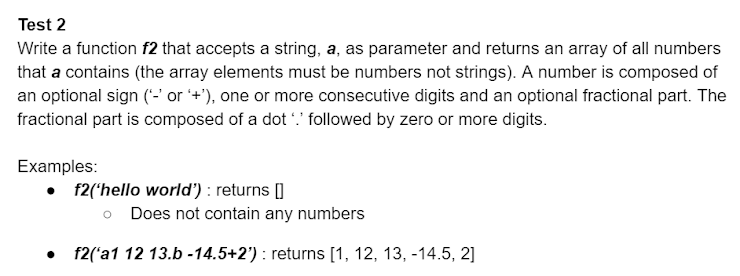 Test 2
Write a function f2 that accepts a string, a, as parameter and returns an array of all numbers
that a contains (the array elements must be numbers not strings). A number is composed of
an optional sign (‘-’ or ‘+’), one or more consecutive digits and an optional fractional part. The
fractional part is composed of a dot ‘.’ followed by zero or more digits.
Examples:
● f2(‘hello world’) : returns []
○ Does not contain any numbers
● f2(‘a1 12 13.b -14.5+2’) : returns [1, 12, 13, -14.5, 2]